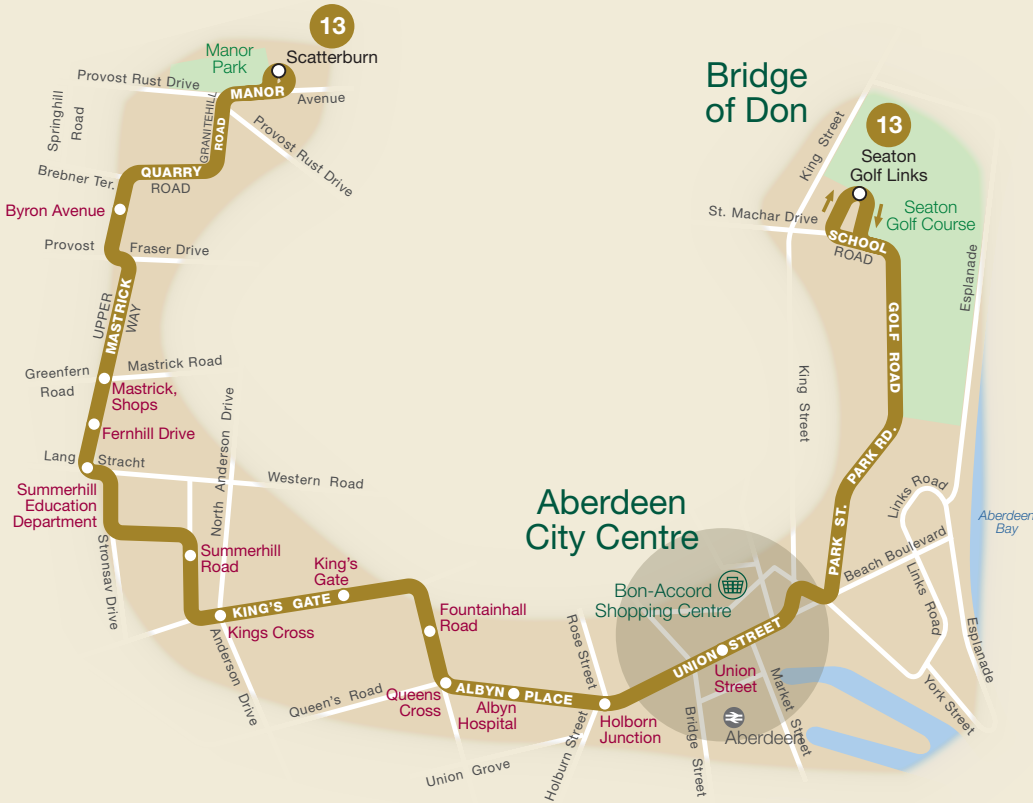 13
Scatterburn
Manor
Park
Provost Rust Drive
MANOR
Avenue
GRANITEHILL
ROAD
Provost Rust Drive
Springhill
Road
QUARRY
ROAD
Brebner Ter.
Byron Avenue
Provost
Fraser Drive
UPPER
MASTRICK
WAY
Greenfern
Road
Mastrick Road
Mastrick,
Shops
Fernhill Drive
Lang
Stracht
Summerhill
Education
Department
North Anderson Drive
Western Road
Stronsav Drive
Summerhill
Road
King's
Gate
KING'S GATE
Kings Cross
Anderson Drive
Fountainhall
Road
Queen's Road
Queens
Cross
ALBYN PLACE
Albyn
Hospital
Union Grove
Rose Street
Holburn Street
Holborn
Junction
Aberdeen
City Centre
Bon-Accord
Shopping Centre
UNION STREET
Union
Street
Market Street
Bridge Street
Aberdeen
Bridge
of Don
King Street
13
Seaton
Golf Links
Seaton
Golf Course
St. Machar Drive
SCHOOL
ROAD
Esplanade
GOLF ROAD
King Street
PARK RD.
PARK ST.
Links Road
Beach Boulevard
Links Road
Aberdeen
Bay
Esplanade
York Street